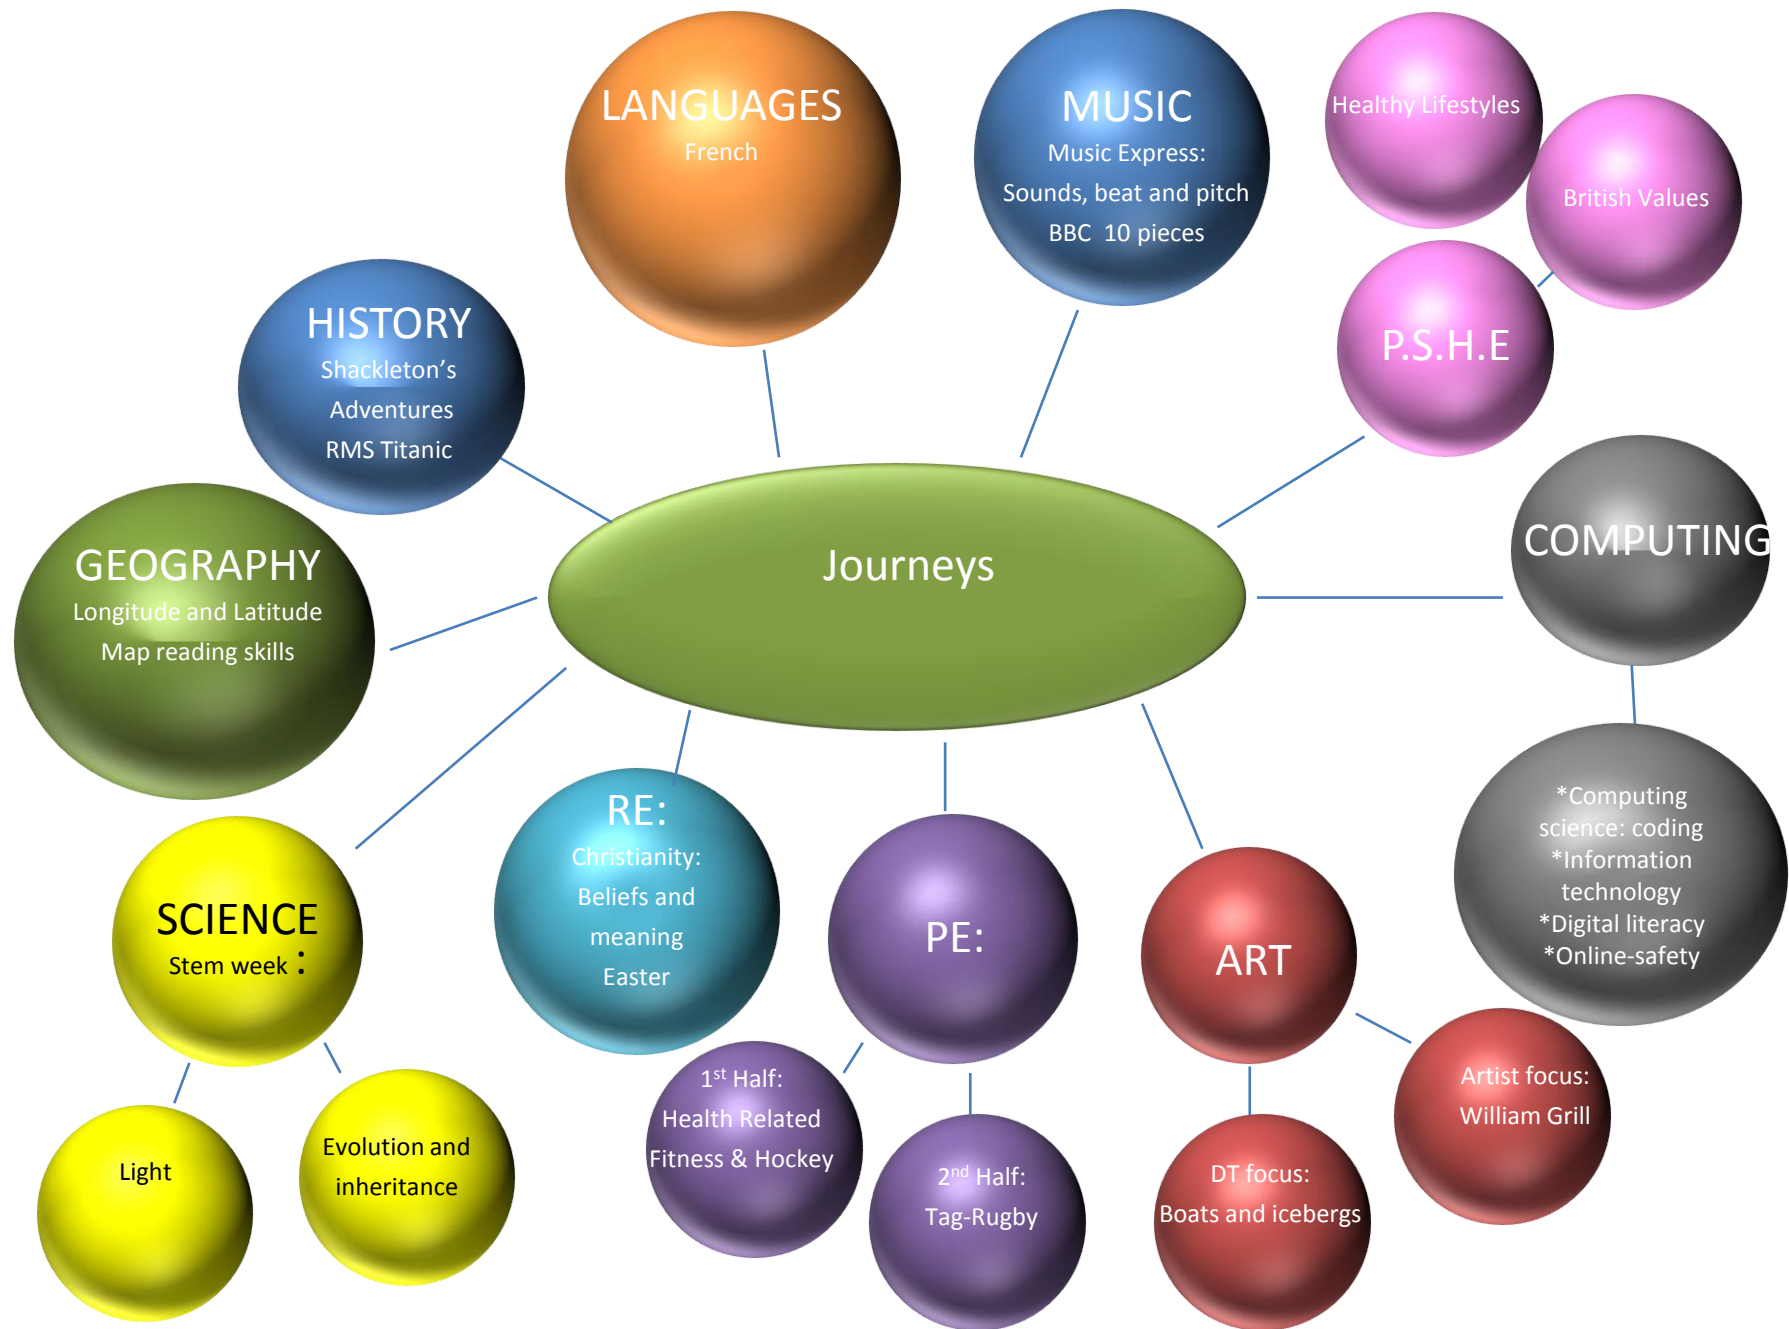 LANGUAGES
French
MUSIC
Music Express:
Sounds, beat and pitch
BBC  10 pieces
Healthy Lifestyles
British Values
P.S.H.E
HISTORY
Shackleton’s
Adventures
RMS Titanic
Journeys
COMPUTING
*Computing
science: coding
*Information
technology
*Digital literacy
*Online-safety
GEOGRAPHY
Longitude and Latitude
Map reading skills
SCIENCE
Stem week :
Light
Evolution and
inheritance
RE:
Christianity:
Beliefs and
meaning
Easter
PE:
1st Half:
Health Related
Fitness & Hockey
2nd Half:
Tag-Rugby
ART
Artist focus:
William Grill
DT focus:
Boats and icebergs